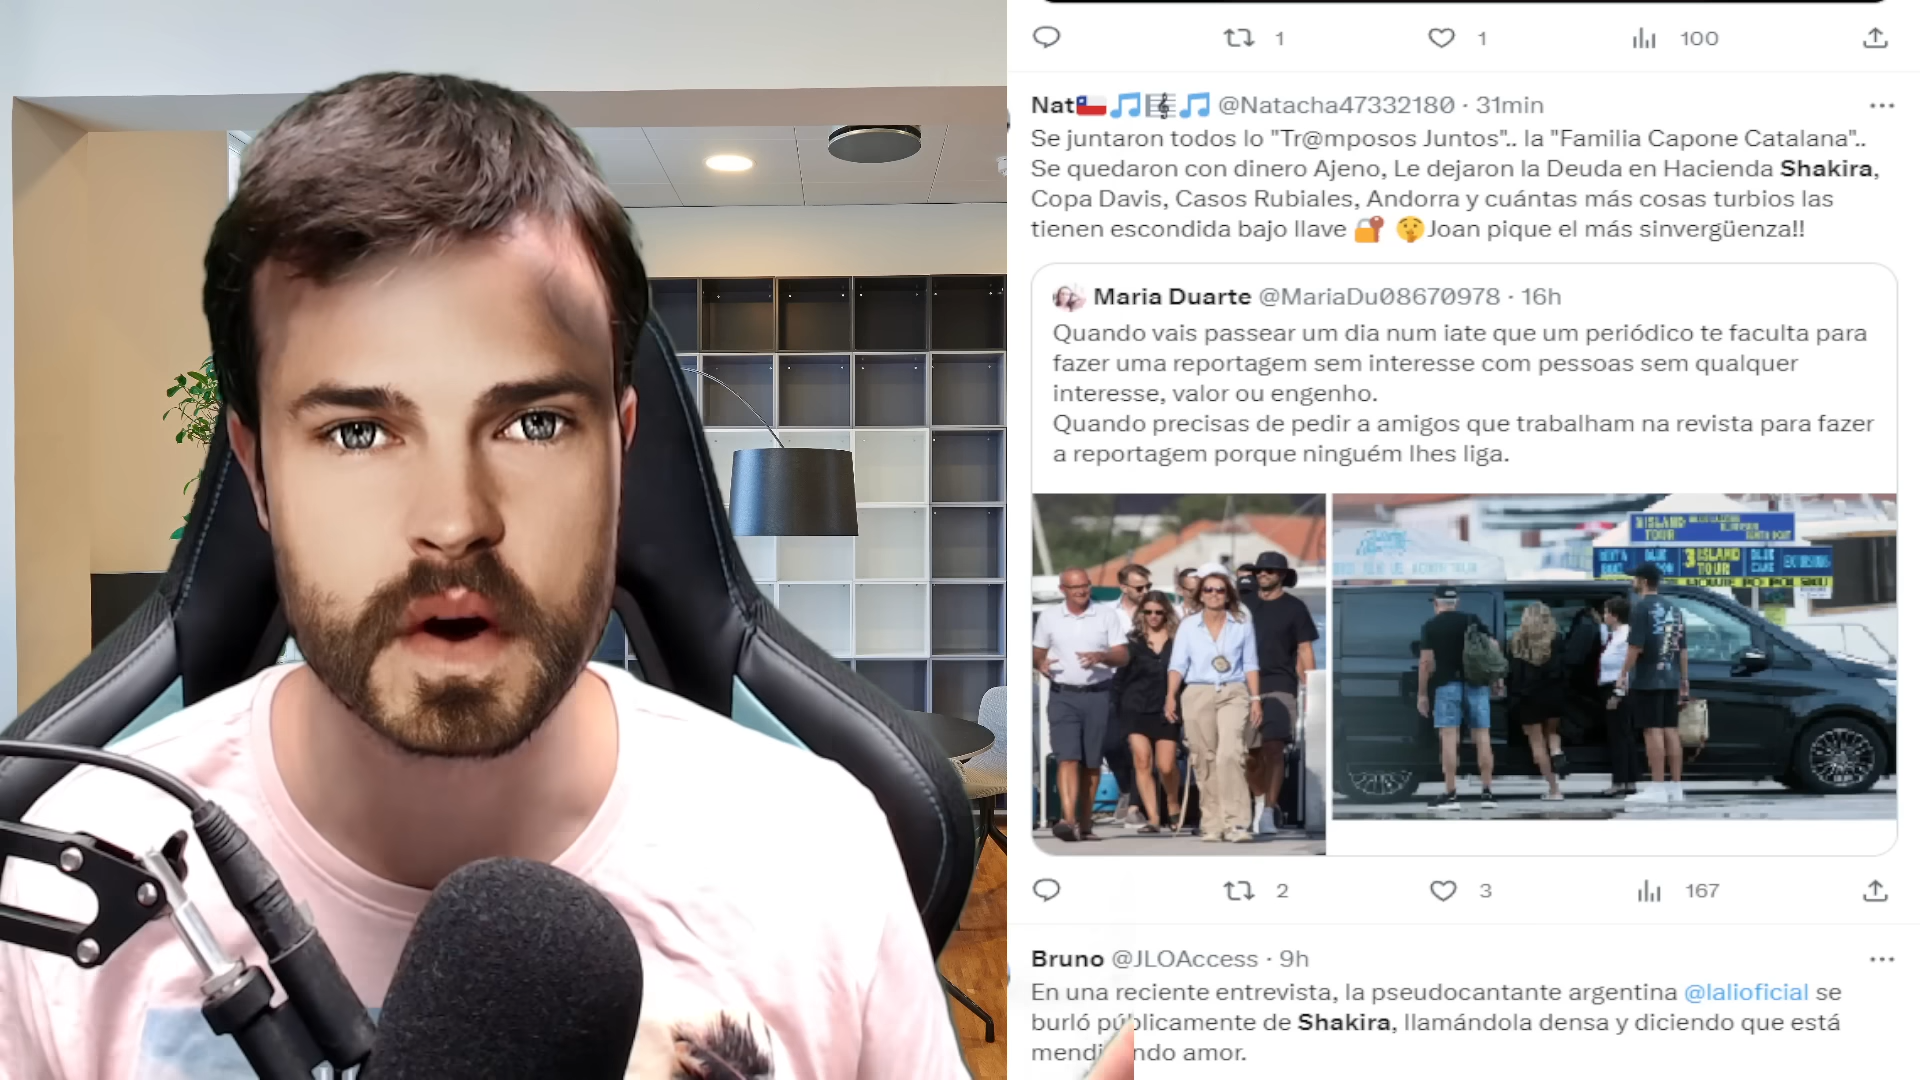 1
1
100
Nat @Natacha47332180 · 31min
Se juntaron todos lo "Tr@mposos Juntos".. la "Familia Capone Catalana"..
Se quedaron con dinero Ajeno, Le dejaron la Deuda en Hacienda Shakira,
Copa Davis, Casos Rubiales, Andorra y cuántas más cosas turbios las
tienen escondida bajo llave Joan pique el más sinvergüenza!!
Maria Duarte @MariaDu08670978 · 16h
Quando vais passear um dia num iate que um periódico te faculta para
fazer uma reportagem sem interesse com pessoas sem qualquer
interesse, valor ou engenho.
Quando precisas de pedir a amigos que trabalham na revista para fazer
a reportagem porque ninguém lhes liga.
3 ISLAND
TOUR
2
3
167
Bruno @JLOAccess · 9h
En una reciente entrevista, la pseudocantante argentina @lalioficial se
burló públicamente de Shakira, llamándola densa y diciendo que está
amor.